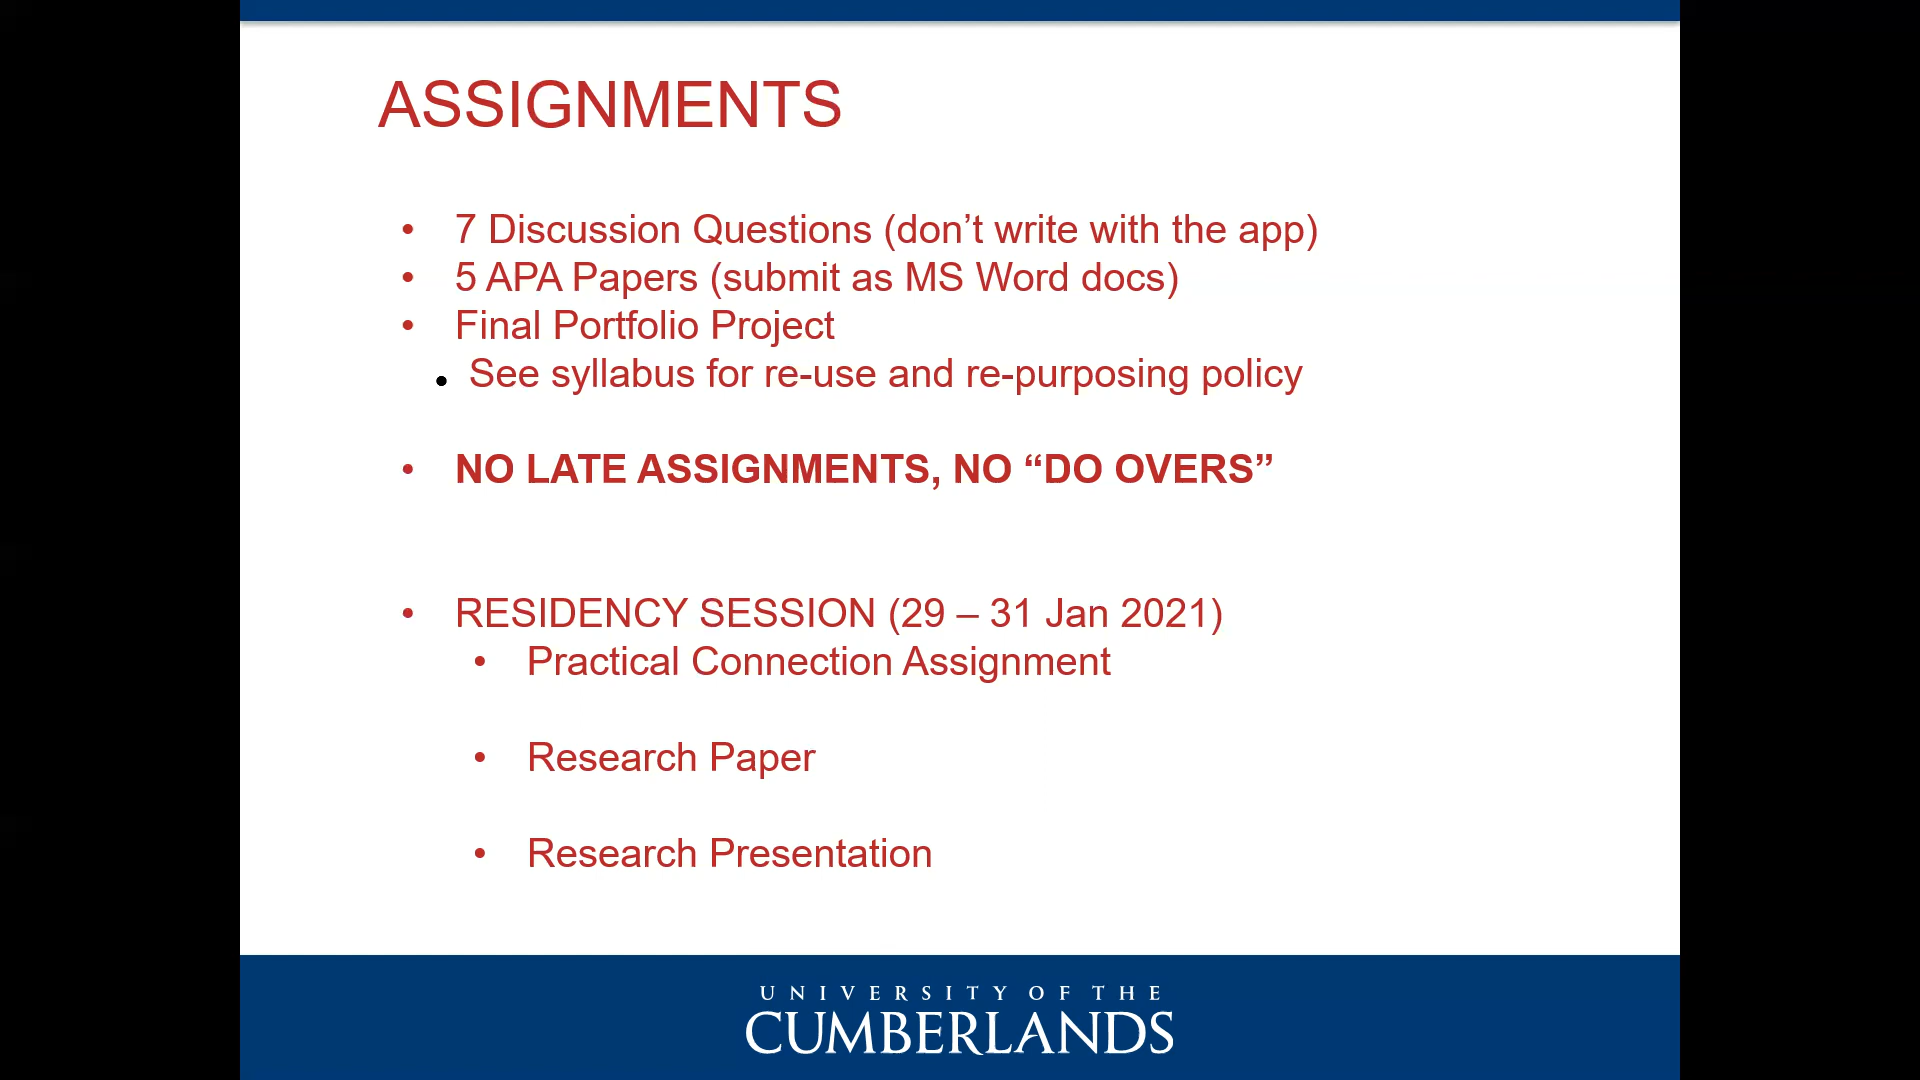 ASSIGNMENTS
• 7 Discussion Questions (don’t write with the app)
• 5 APA Papers (submit as MS Word docs)
• Final Portfolio Project
• See syllabus for re-use and re-purposing policy
• NO LATE ASSIGNMENTS, NO “DO OVERS”
• RESIDENCY SESSION (29 – 31 Jan 2021)
• Practical Connection Assignment
• Research Paper
• Research Presentation
UNIVERSITY OF THE
CUMBERLANDS